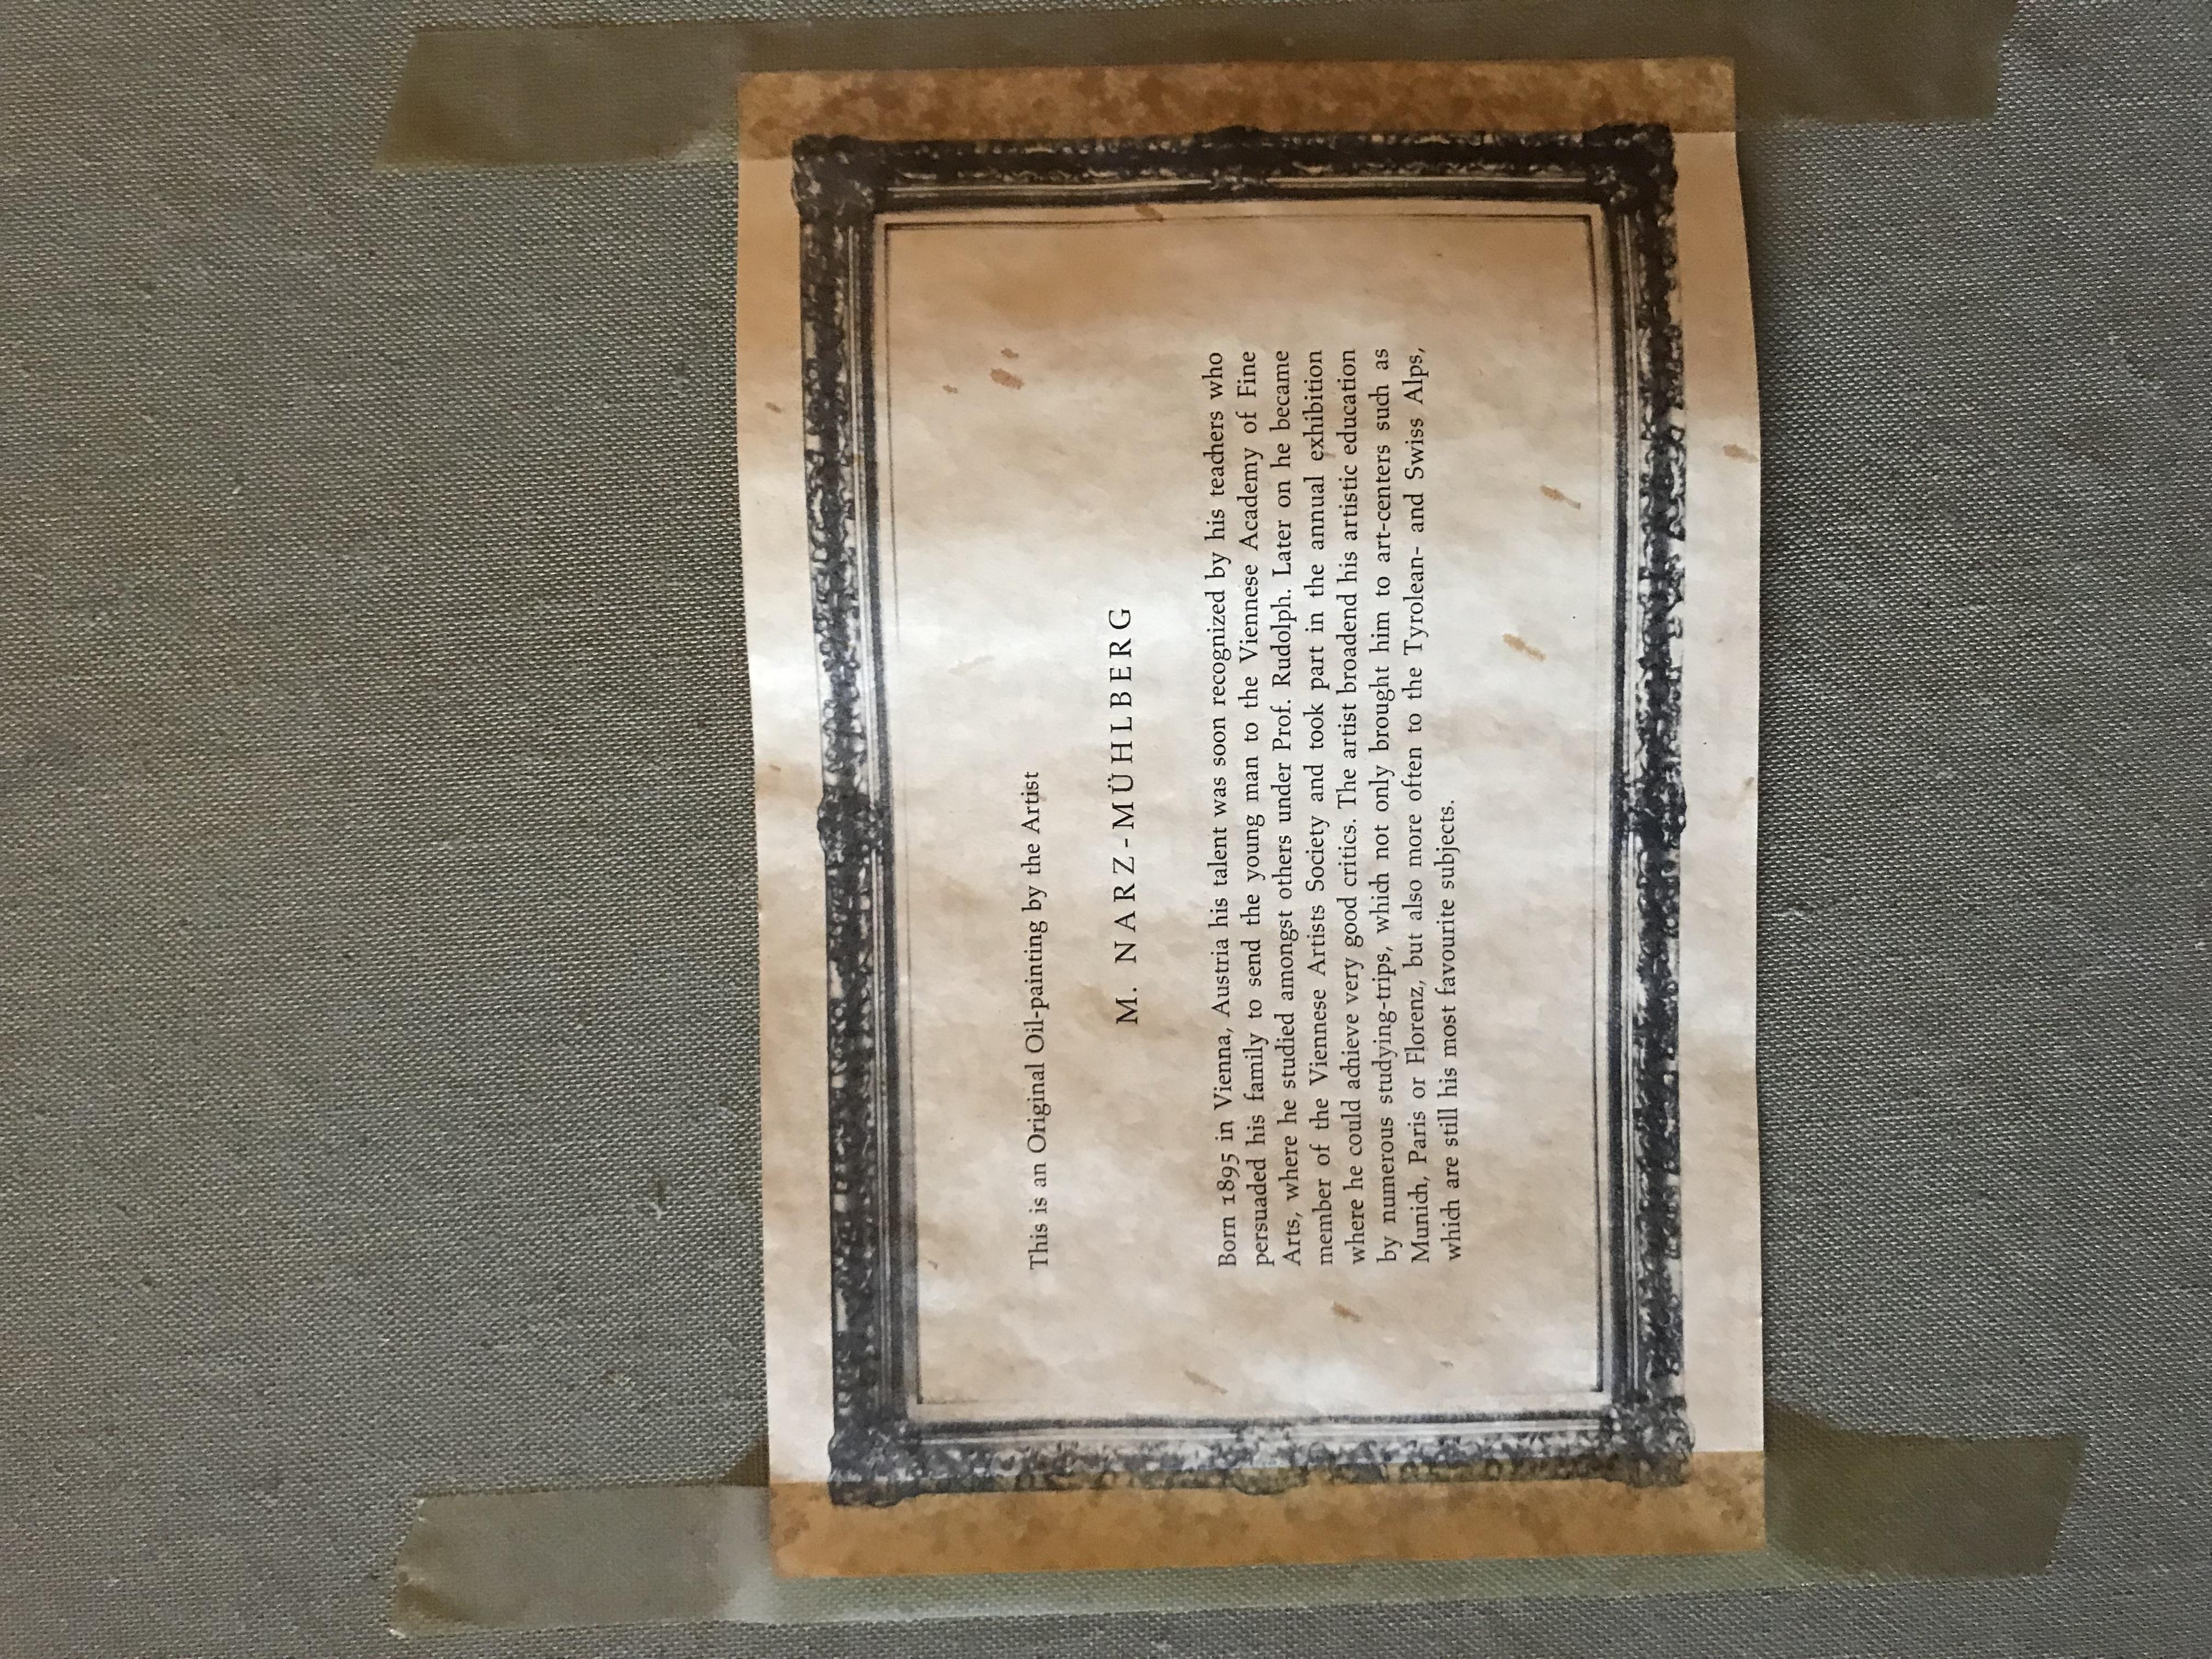 This is an Original Oil-painting by the Artist
M. NARZ-MÜHLBERG
Born 1895 in Vienna, Austria his talent was soon recognized by his teachers who
persuaded his family to send the young man to the Viennese Academy of Fine
Arts, where he studied amongst others under Prof. Rudolph. Later on he became
member of the Viennese Artists Society and took part in the annual exhibition
where he could achieve very good critics. The artist broadend his artistic education
by numerous studying-trips, which not only brought him to art-centers such as
Munich, Paris or Florenz, but also more often to the Tyrolean- and Swiss Alps,
which are still his most favourite subjects.